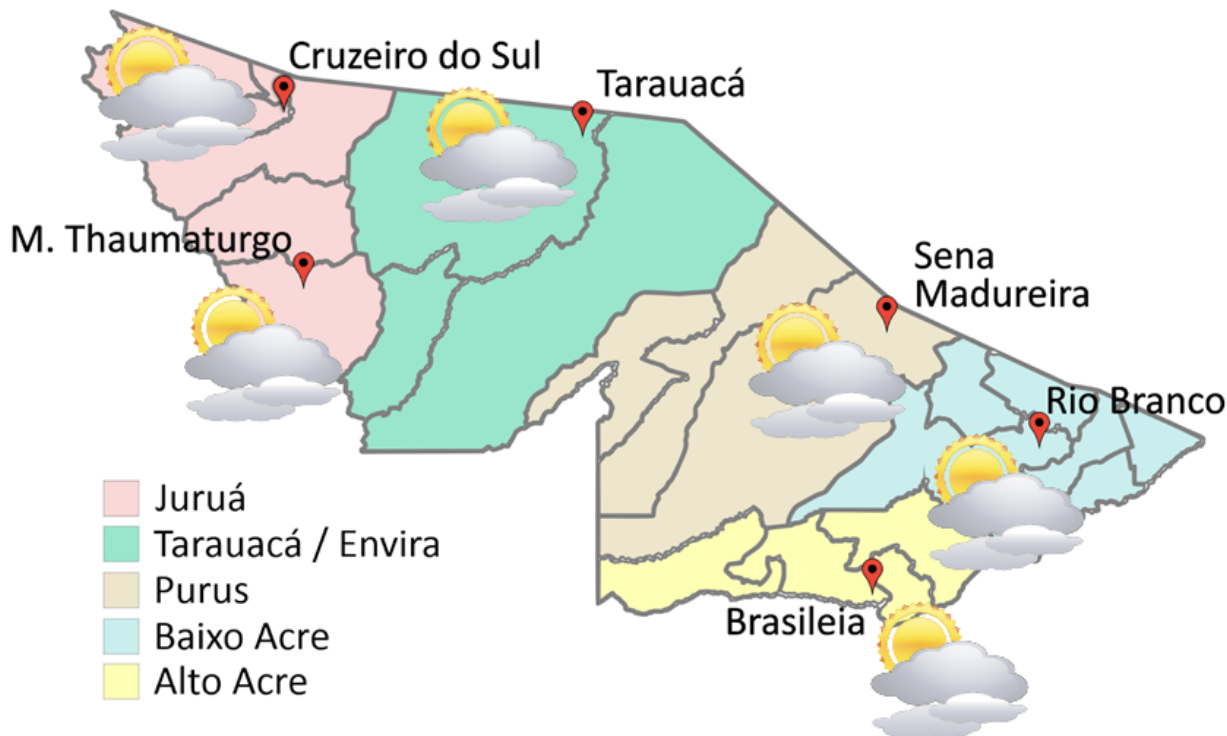 Cruzeiro do Sul
Tarauacá
M. Thaumaturgo
Sena
Madureira
Rio Branco
Brasileia
Juruá
Tarauacá / Envira
Purus
Baixo Acre
Alto Acre